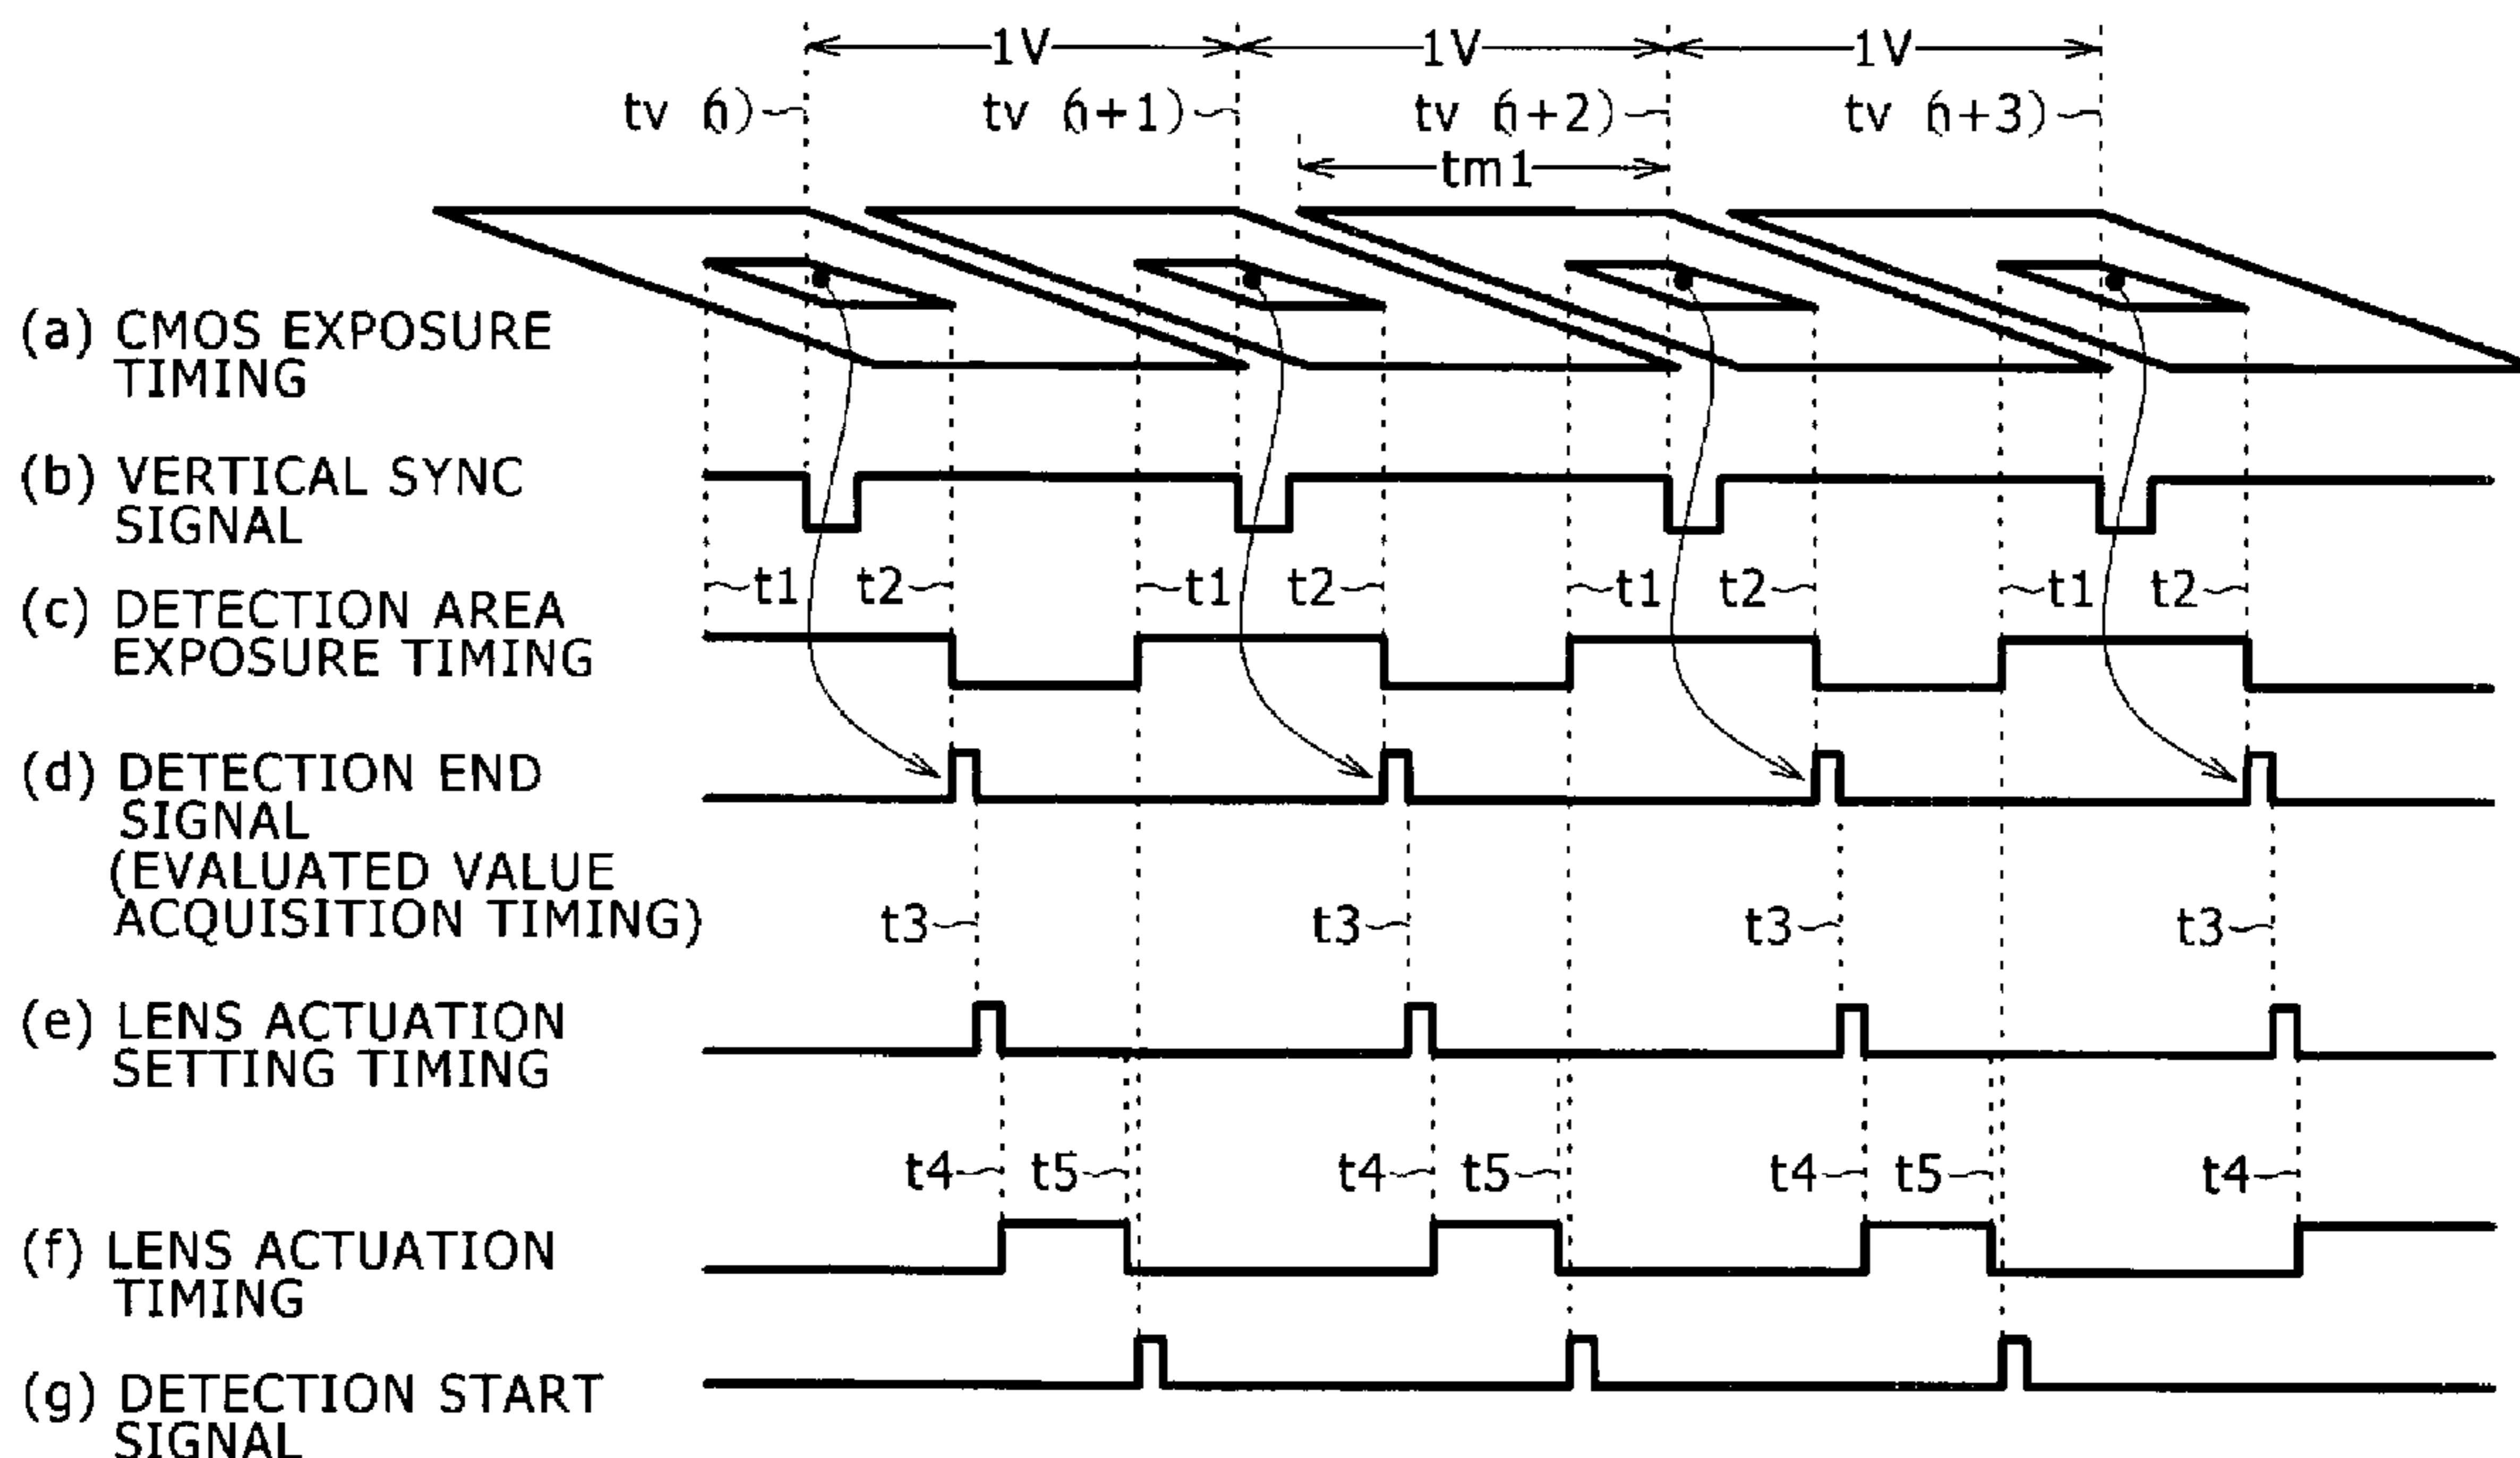 1V 1V 1V
tv (n) tv (n+1) tv (n+2) tv (n+3)
tm1
(a) CMOS EXPOSURE
TIMING
(b) VERTICAL SYNC
SIGNAL
t1 t2 t1 t2 t1 t2 t1 t2
(c) DETECTION AREA
EXPOSURE TIMING
(d) DETECTION END
SIGNAL
(EVALUATED VALUE
ACQUISITION TIMING)
t3 t3 t3 t3
(e) LENS ACTUATION
SETTING TIMING
t4 t5 t4 t5 t4 t5 t4
(f) LENS ACTUATION
TIMING
(g) DETECTION START
SIGNAL